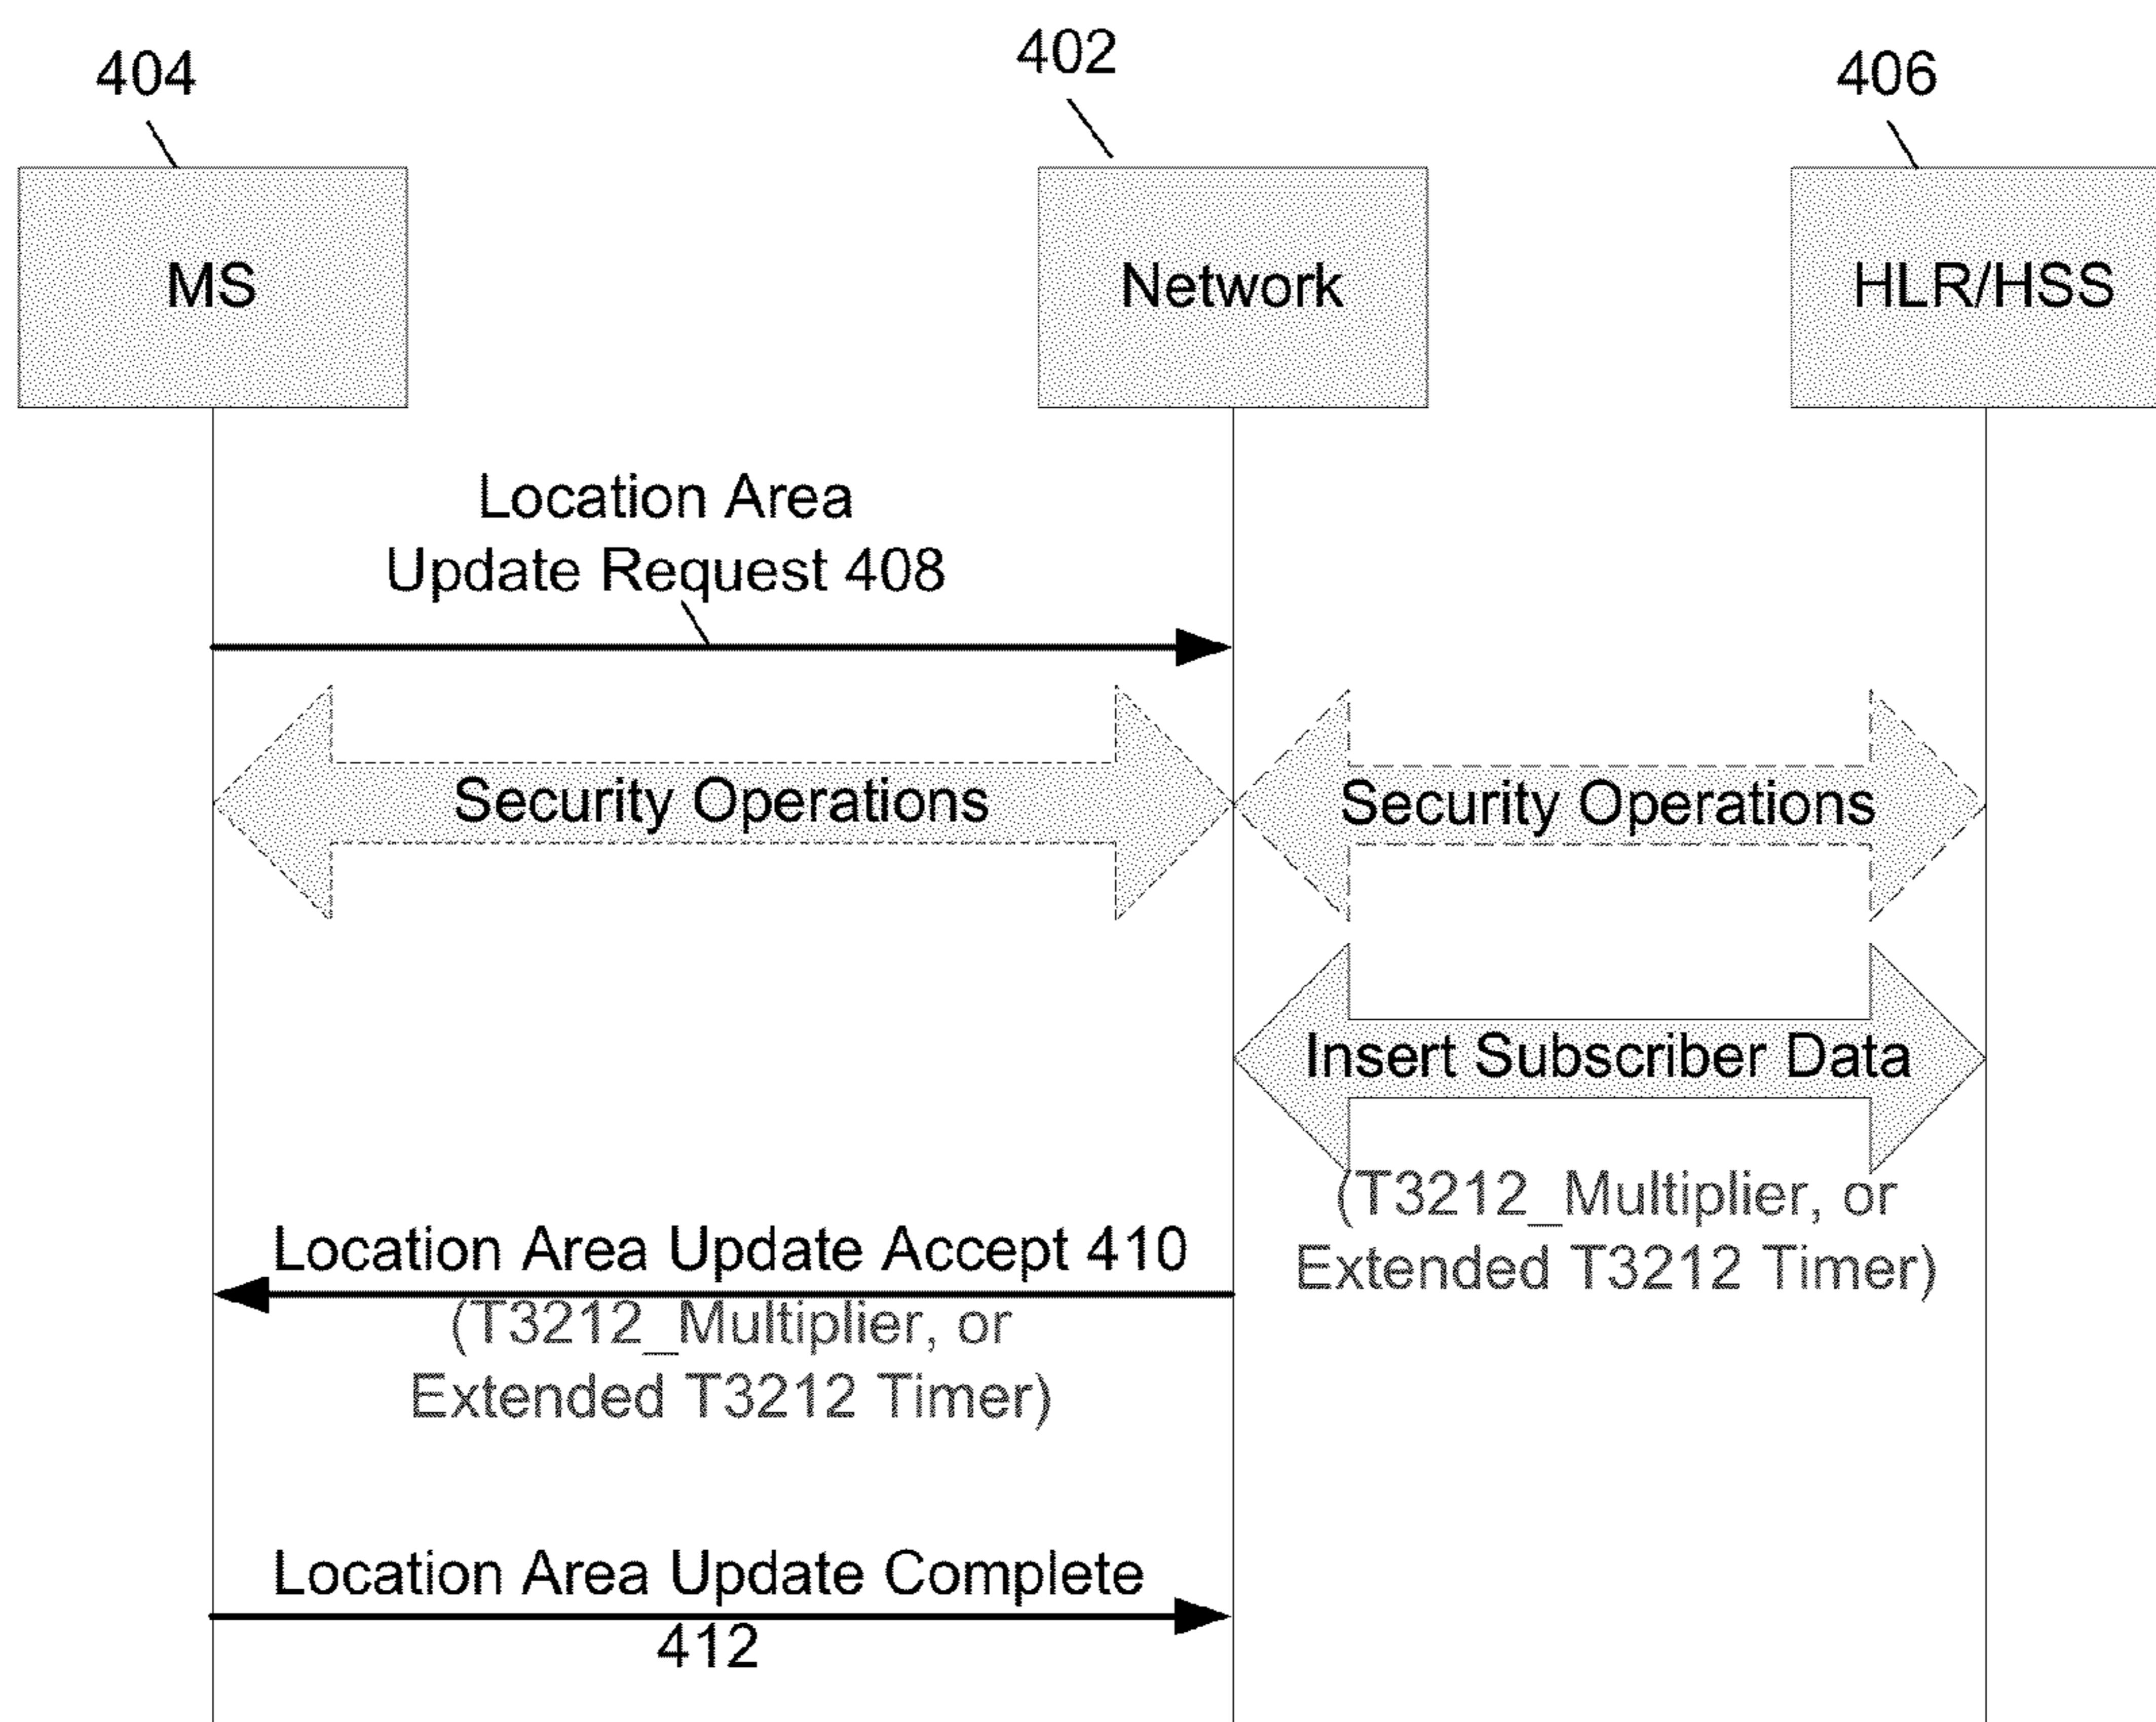 404
402
406
MS
Network
HLR/HSS
Location Area
Update Request 408
Security Operations
Security Operations
Insert Subscriber Data
(T3212_Multiplier, or
Extended T3212 Timer)
Location Area Update Accept 410
(T3212_Multiplier, or
Extended T3212 Timer)
Location Area Update Complete
412